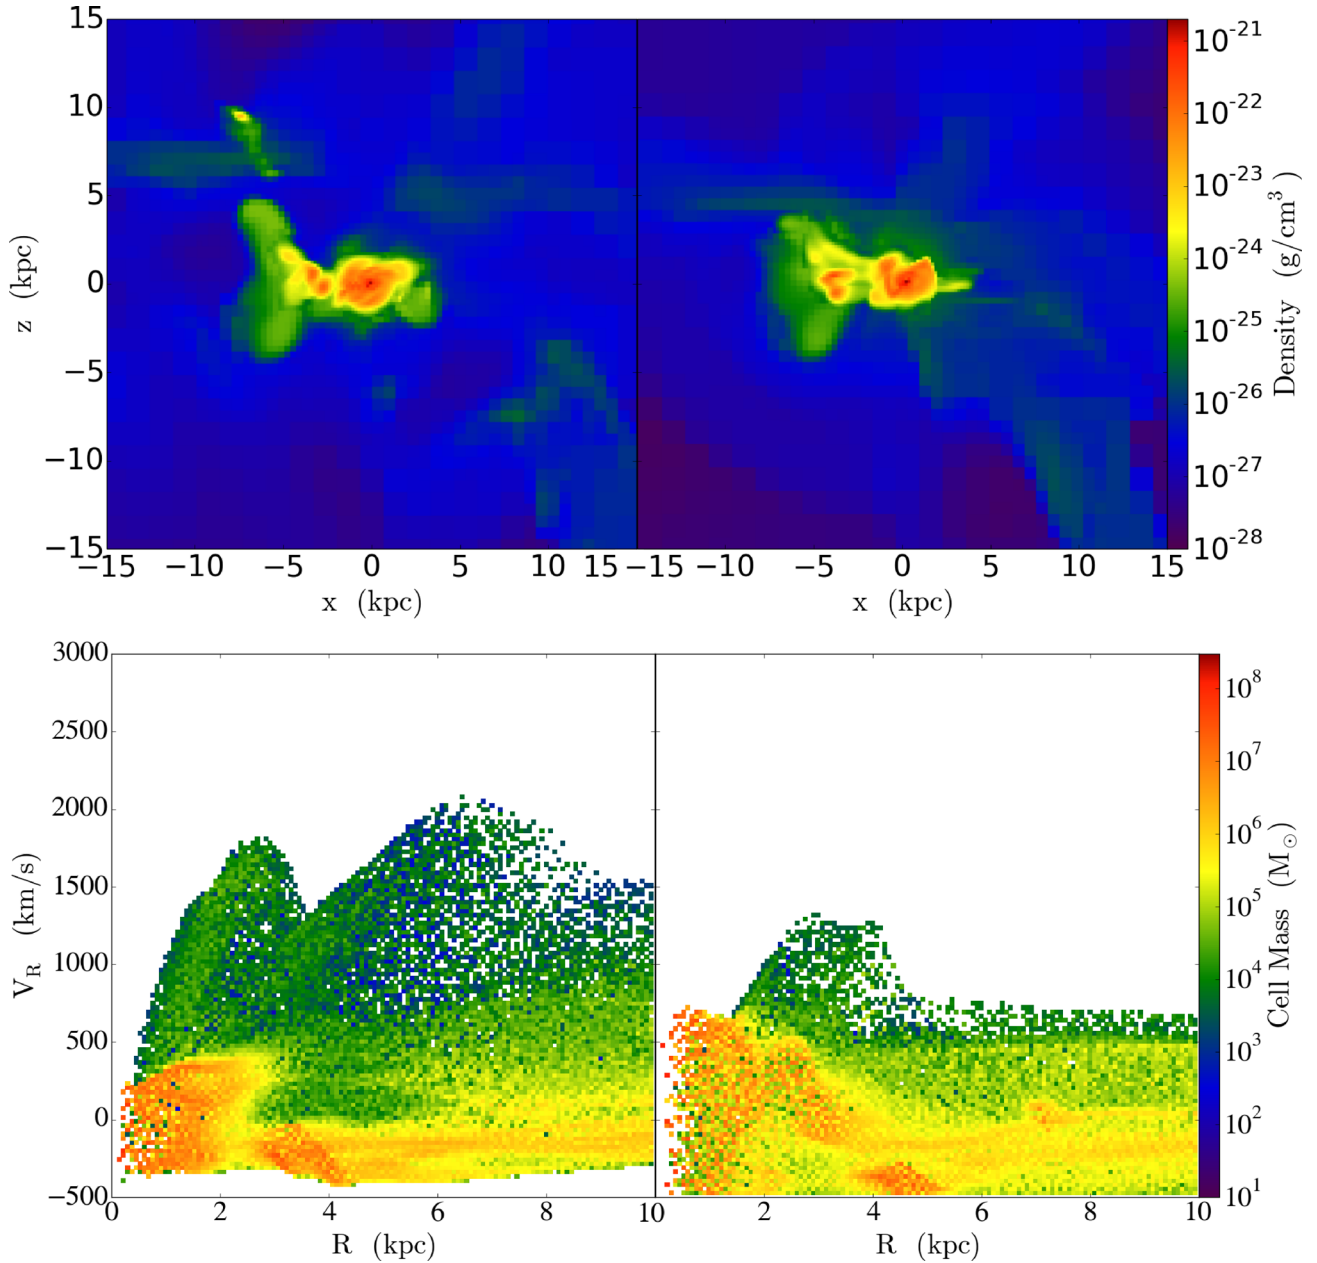 15
10
5
0
−5
−10
−15
z (kpc)
−15 −10 −5 0 5 10 15
x (kpc)
−15 −10 −5 0 5 10 15
x (kpc)
10^-21
10^-22
10^-23
10^-24
10^-25
10^-26
10^-27
10^-28
Density (g/cm^3)
3000
2500
2000
1500
1000
500
0
−500
V_R (km/s)
0 2 4 6 8 10
R (kpc)
2 4 6 8 10
R (kpc)
10^8
10^7
10^6
10^5
10^4
10^3
10^2
10^1
Cell Mass (M_⊙)